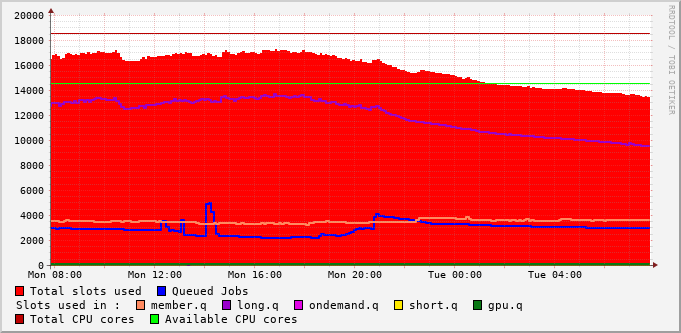 20000
18000
16000
14000
12000
10000
8000
6000
4000
2000
0
Mon 08:00 Mon 12:00 Mon 16:00 Mon 20:00 Tue 00:00 Tue 04:00
RRDTOOL / TOBI OETIKER
Total slots used Queued Jobs
Slots used in : member.q long.q ondemand.q short.q gpu.q
Total CPU cores Available CPU cores